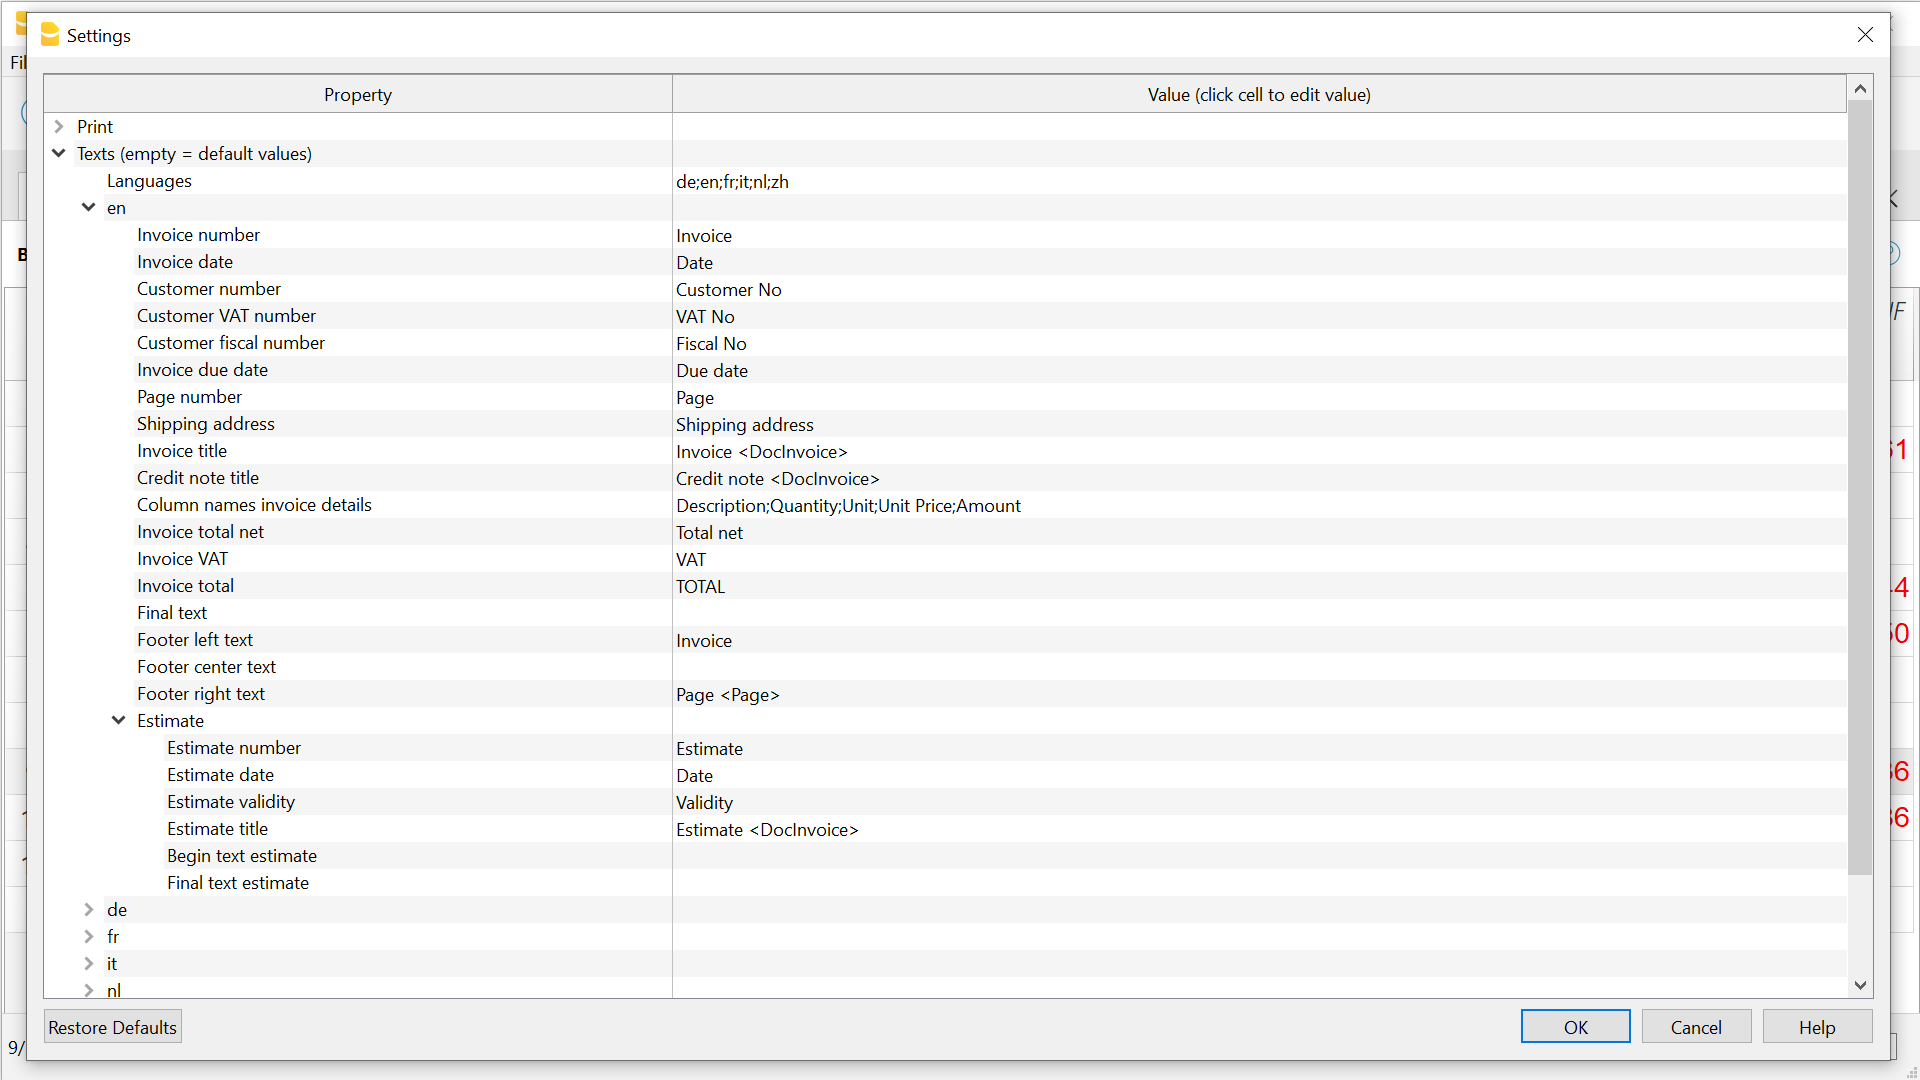 Settings
Property Value (click cell to edit value)
Print
Texts (empty = default values)
Languages de;en;fr;it;nl;zh
en
Invoice number Invoice
Invoice date Date
Customer number Customer No
Customer VAT number VAT No
Customer fiscal number Fiscal No
Invoice due date Due date
Page number Page
Shipping address Shipping address
Invoice title Invoice <DocInvoice>
Credit note title Credit note <DocInvoice>
Column names invoice details Description;Quantity;Unit;Unit Price;Amount
Invoice total net Total net
Invoice VAT VAT
Invoice total TOTAL
Final text
Footer left text Invoice
Footer center text
Footer right text Page <Page>
Estimate
Estimate number Estimate
Estimate date Date
Estimate validity Validity
Estimate title Estimate <DocInvoice>
Begin text estimate
Final text estimate
de
fr
it
nl
Restore Defaults OK Cancel Help
9/